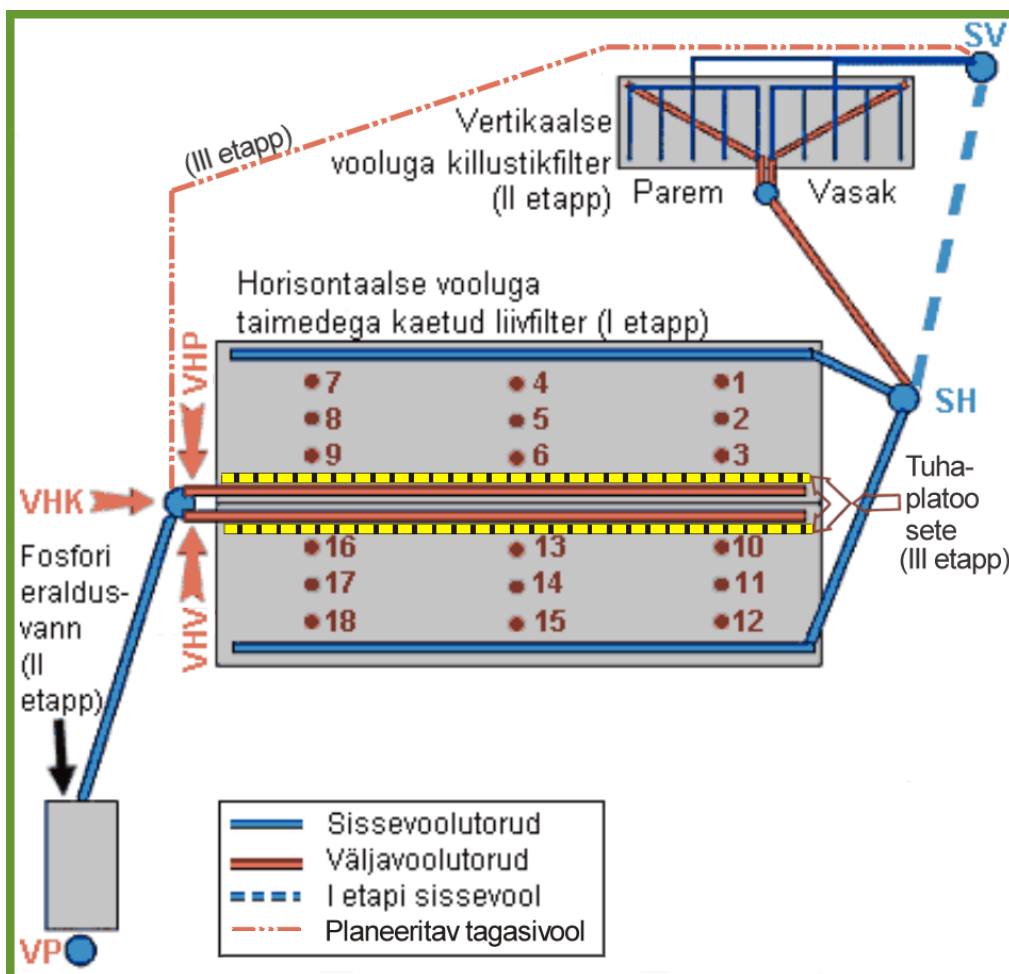 SV
(III etapp)
Vertikaalse
vooluga killustikfilter
(II etapp)
Parem
Vasak
Horisontaalse vooluga
taimedega kaetud liivfilter (I etapp)
VHP
SH
7
4
1
8
5
2
9
6
3
VHK
Tuha-
platoo
sete
(III etapp)
16
13
10
17
14
11
18
15
12
VHV
Fosfori
eraldus-
vann
(II
etapp)
Sissevoolutorud
Väljavoolutorud
I etapi sissevool
Planeeritav tagasivool
VP